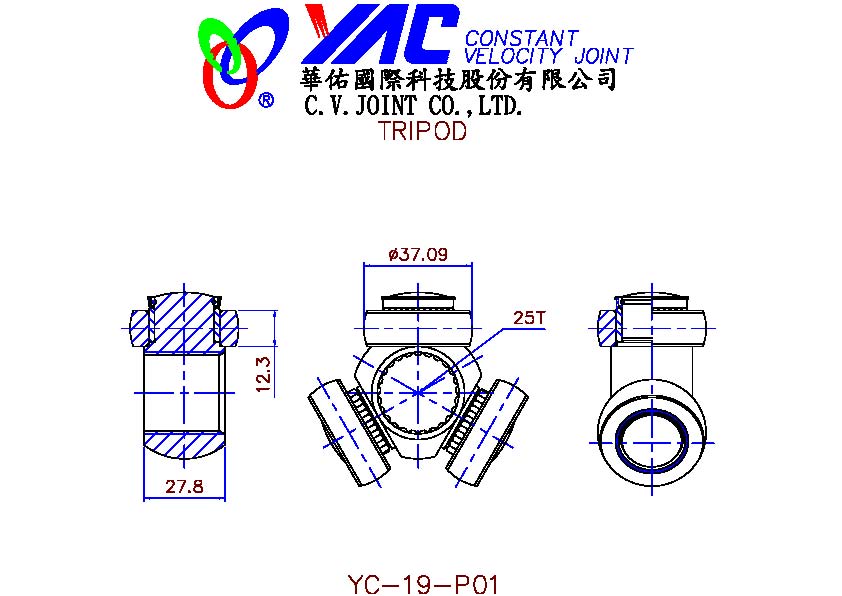 YAC CONSTANT
VELOCITY JOINT
華佑國際科技股份有限公司
®
C.V.JOINT CO.,LTD.
TRIPOD
ø37.09
25T
12.3
27.8
YC-19-P01